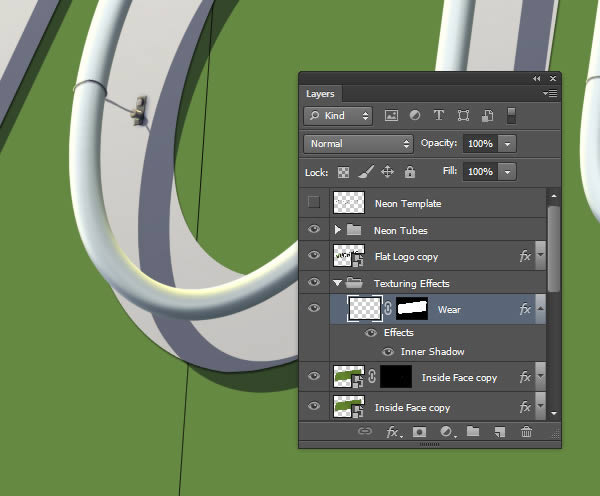 Layers
Kind
Normal Opacity: 100%
Lock: Fill: 100%
Neon Template
Neon Tubes
Flat Logo copy fx
Texturing Effects
Wear fx
Effects
Inner Shadow
Inside Face copy fx
Inside Face copy fx
fx